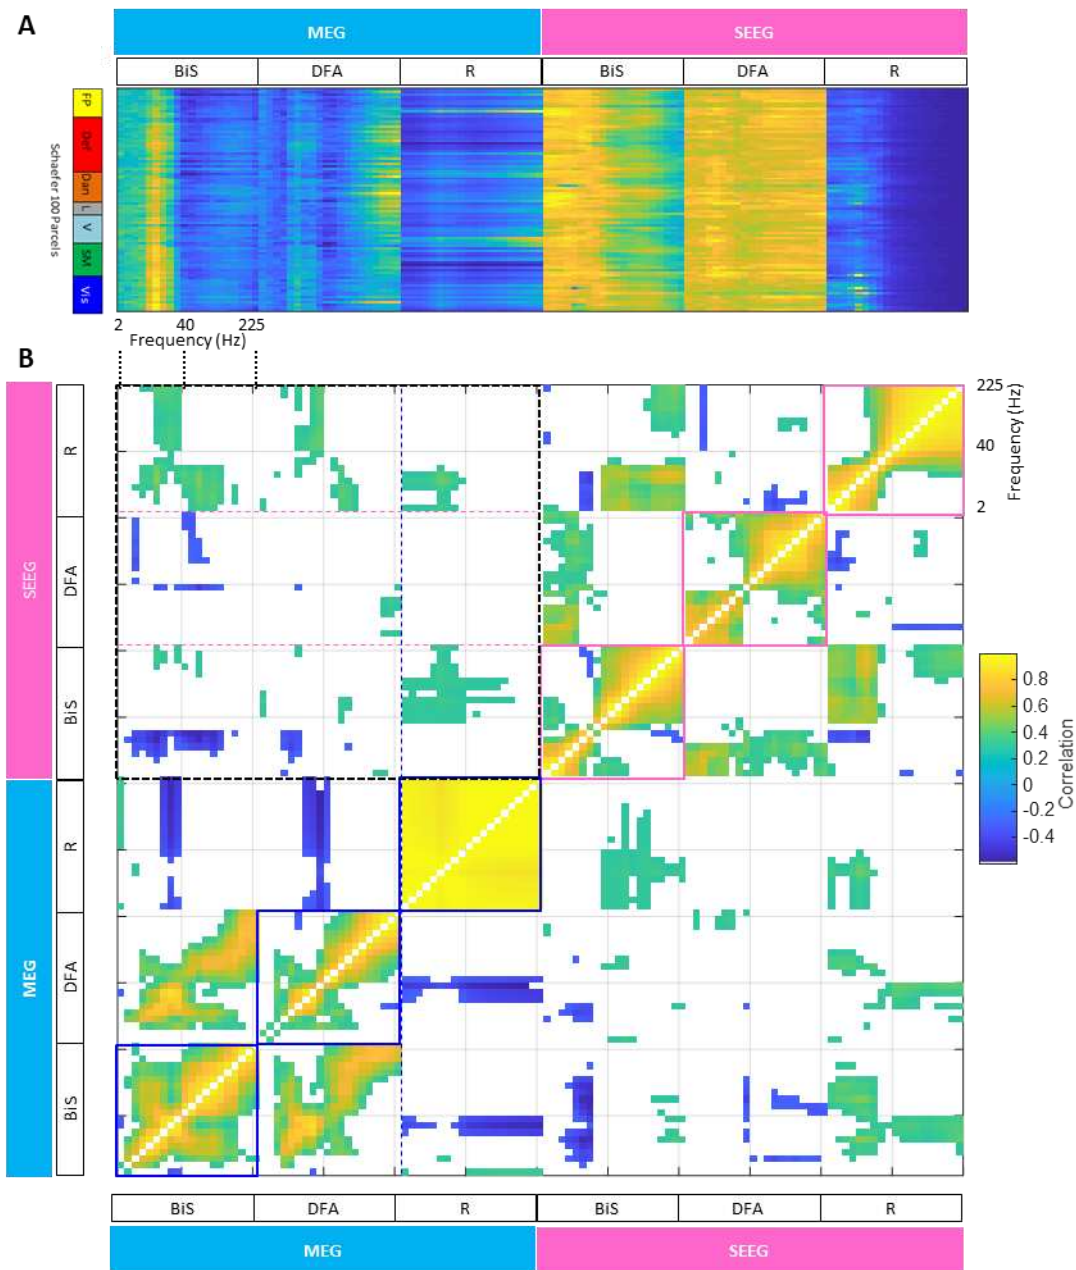 A
MEG SEEG
BiS DFA R BiS DFA R
Schaefer 100 Parcels
FP
Def
Dan
L
V
SM
Vis
2 40 225
Frequency (Hz)
B
SEEG
R
DFA
BiS
MEG
R
DFA
BiS
225
40
2
Frequency (Hz)
0.8
0.6
0.4
0.2
0
-0.2
-0.4
Correlation
BiS DFA R BiS DFA R
MEG SEEG